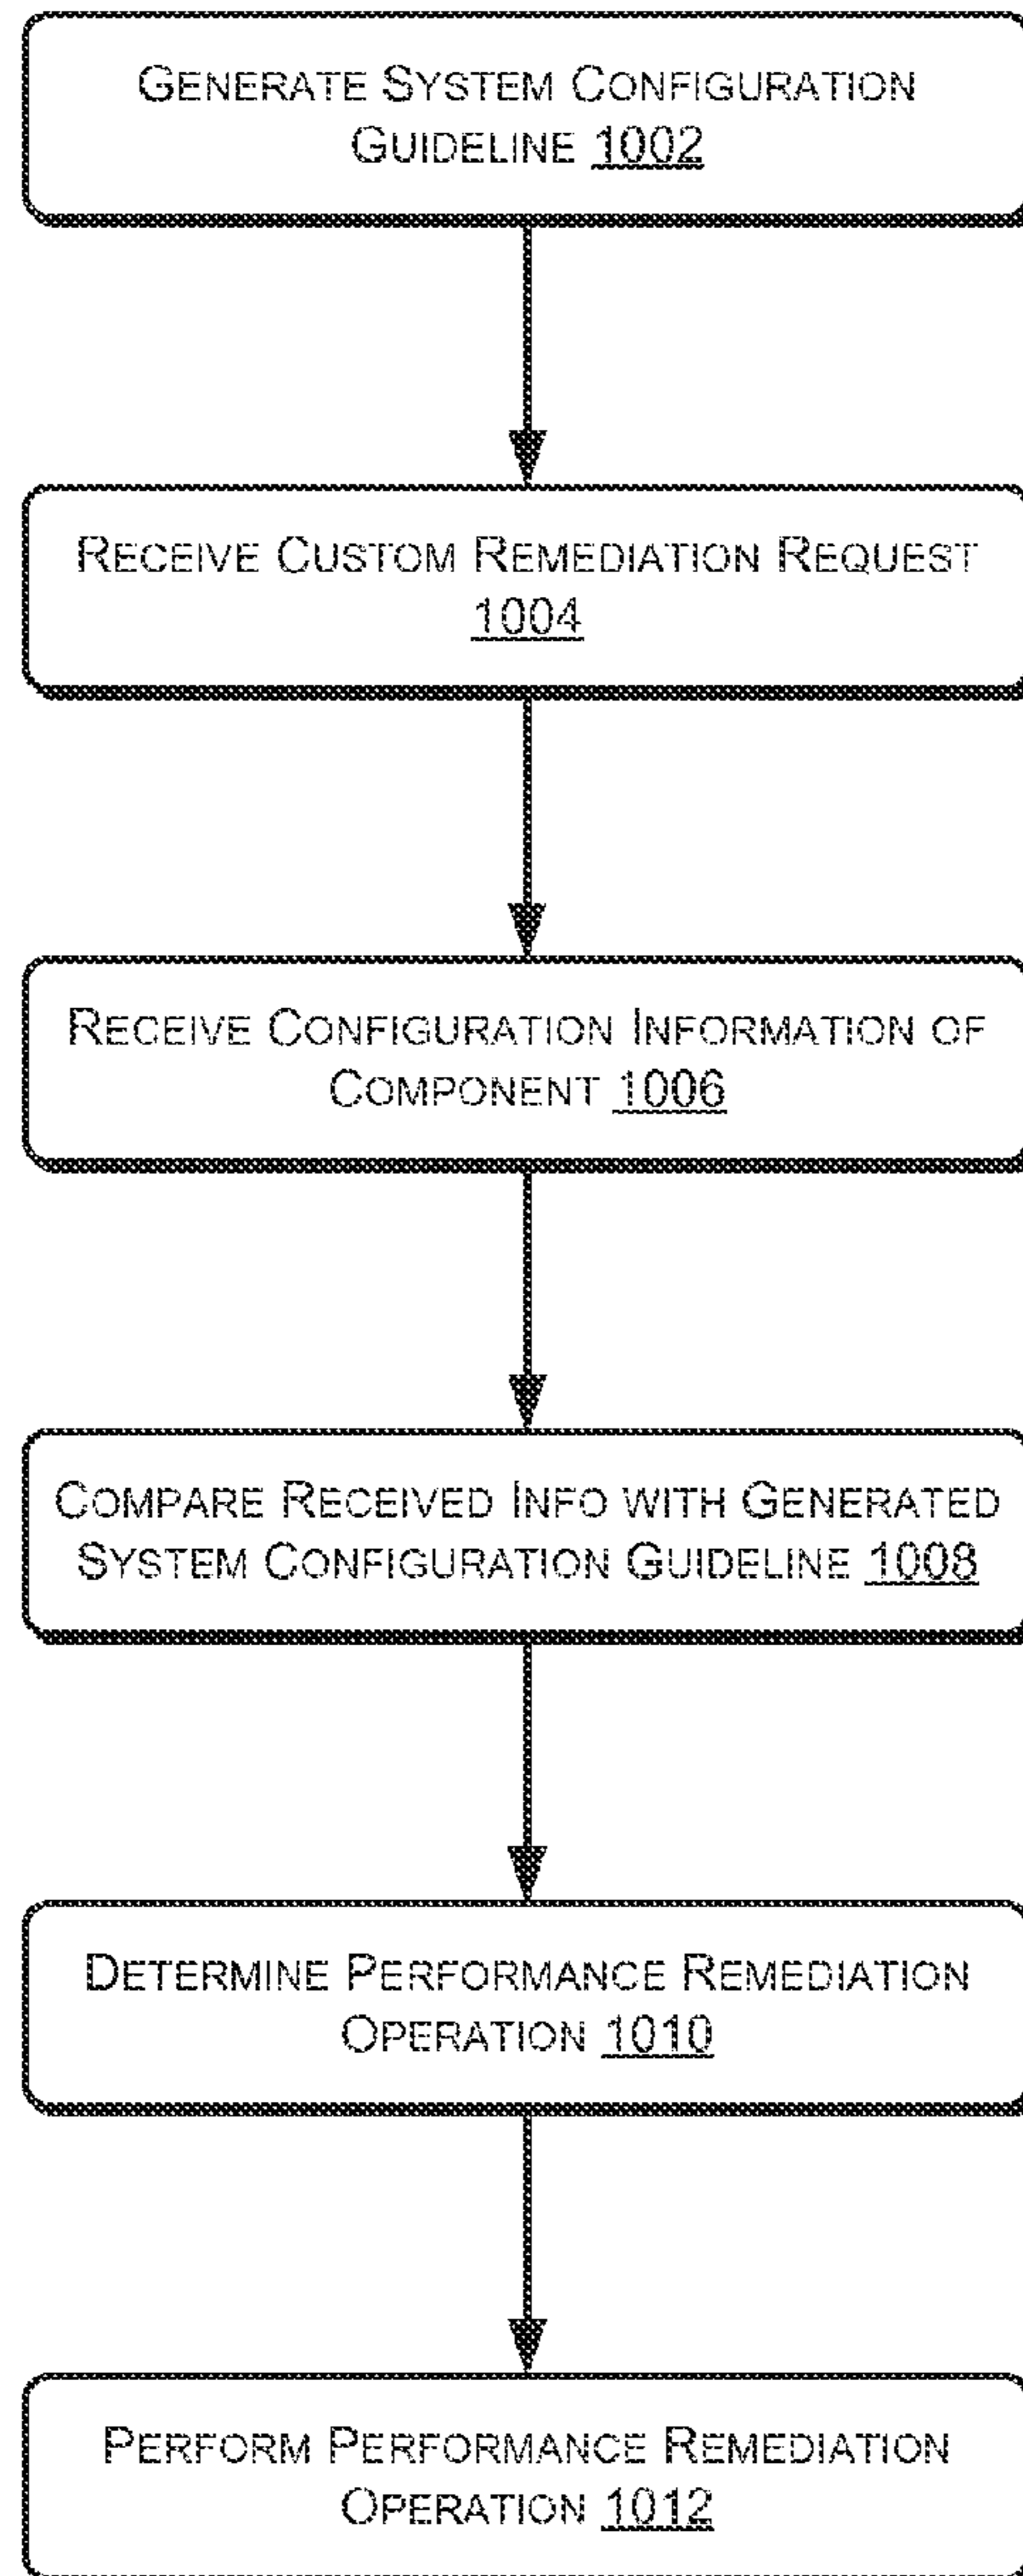 GENERATE SYSTEM CONFIGURATION
GUIDELINE 1002
RECEIVE CUSTOM REMEDIATION REQUEST
1004
RECEIVE CONFIGURATION INFORMATION OF
COMPONENT 1006
COMPARE RECEIVED INFO WITH GENERATED
SYSTEM CONFIGURATION GUIDELINE 1008
DETERMINE PERFORMANCE REMEDIATION
OPERATION 1010
PERFORM PERFORMANCE REMEDIATION
OPERATION 1012